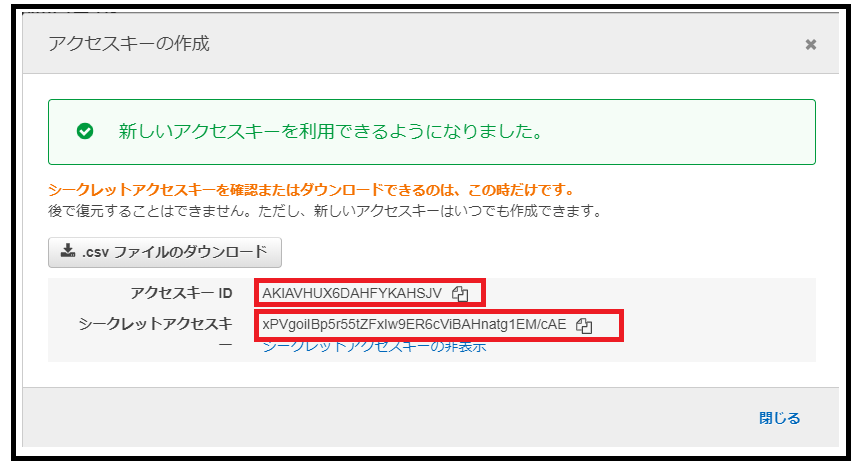 アクセスキーの作成
新しいアクセスキーを利用できるようになりました。
シークレットアクセスキーを確認またはダウンロードできるのは、この時だけです。
後で復元することはできません。ただし、新しいアクセスキーはいつでも作成できます。
.csv ファイルのダウンロード
アクセスキー ID AKIAVHUX6DAHFYKAHSJV
シークレットアクセスキー xPVgoilBp5r55tZFxIw9ER6cViBAHnatg1EM/cAE
シークレットアクセスキーの非表示
閉じる